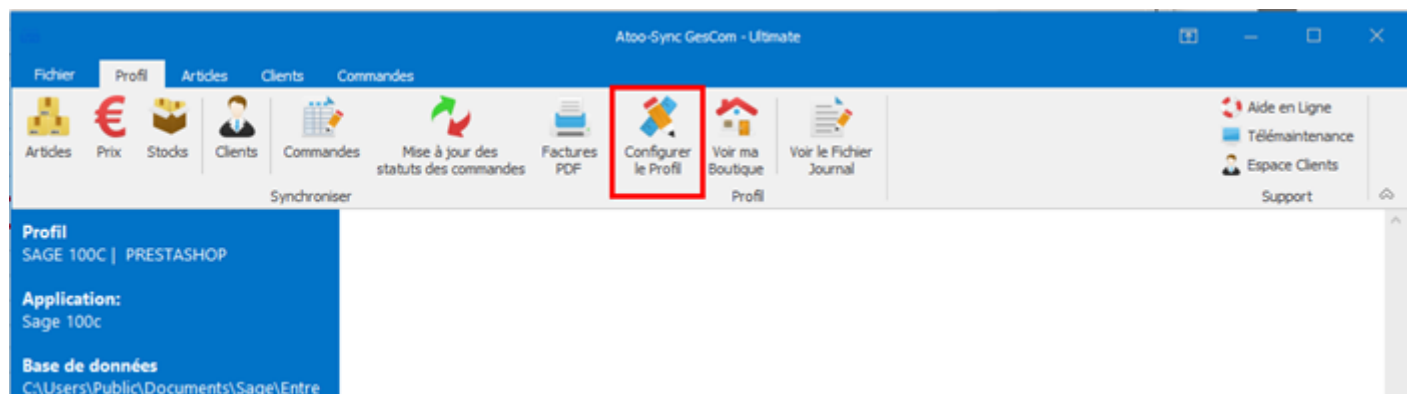 Atoo-Sync GesCom - Ultimate
Fichier Profil Articles Clients Commandes
Articles Prix Stocks Clients Commandes Mise à jour des statuts des commandes Factures PDF Configurer le Profil Voir ma Boutique Voir le Fichier Journal
Aide en Ligne
Télémaintenance
Espace Clients
Synchroniser Profil Support
Profil
SAGE 100C | PRESTASHOP
Application:
Sage 100c
Base de données
C:\Users\Public\Documents\Sage\Entre